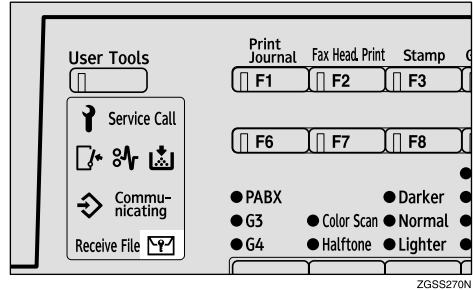 User Tools
Print
Journal
Fax Head. Print
Stamp
F1
F2
F3
Service Call
F6
F7
F8
Commu-
nicating
PABX
Darker
G3
Color Scan
Normal
Receive File
G4
Halftone
Lighter
ZGSS270N